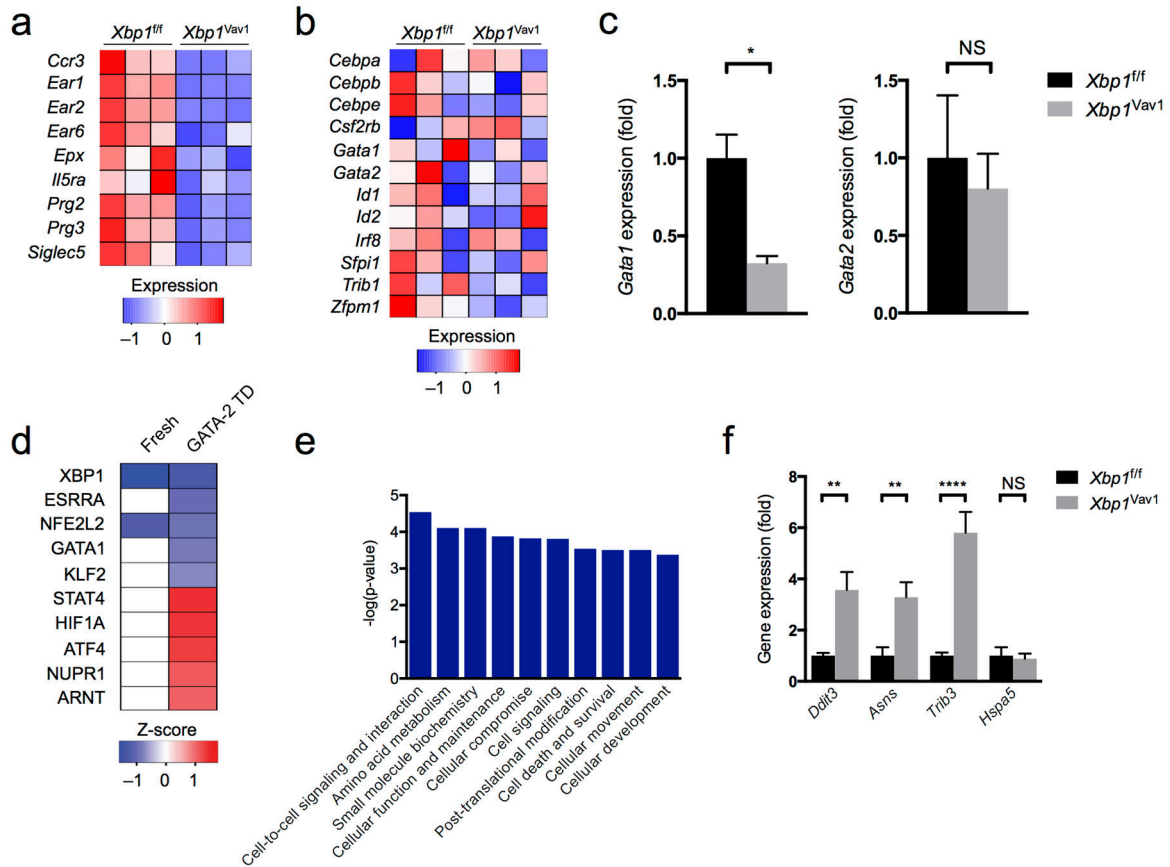 a
Xbp1f/f Xbp1Vav1
Ccr3
Ear1
Ear2
Ear6
Epx
Il5ra
Prg2
Prg3
Siglec5
Expression
–1 0 1
b
Xbp1f/f Xbp1Vav1
Cebpa
Cebpb
Cebpe
Csf2rb
Gata1
Gata2
Id1
Id2
Irf8
Sfpi1
Trib1
Zfpm1
Expression
–1 0 1
c
Gata1 expression (fold)
1.5
1.0
0.5
0.0
*
Gata2 expression (fold)
1.5
1.0
0.5
0.0
NS
Xbp1f/f
Xbp1Vav1
d
Fresh
GATA-2 TD
XBP1
ESRRA
NFE2L2
GATA1
KLF2
STAT4
HIF1A
ATF4
NUPR1
ARNT
Z-score
–1 0 1
e
-log(p-value)
5
4
3
2
1
0
Cell-to-cell signaling and interaction
Amino acid metabolism
Small molecule biochemistry
Cellular function and maintenance
Cellular compromise
Cell signaling
Post-translational modification
Cell death and survival
Cellular movement
Cellular development
f
Gene expression (fold)
8
6
4
2
0
** ** **** NS
Ddit3
Asns
Trib3
Hspa5
Xbp1f/f
Xbp1Vav1